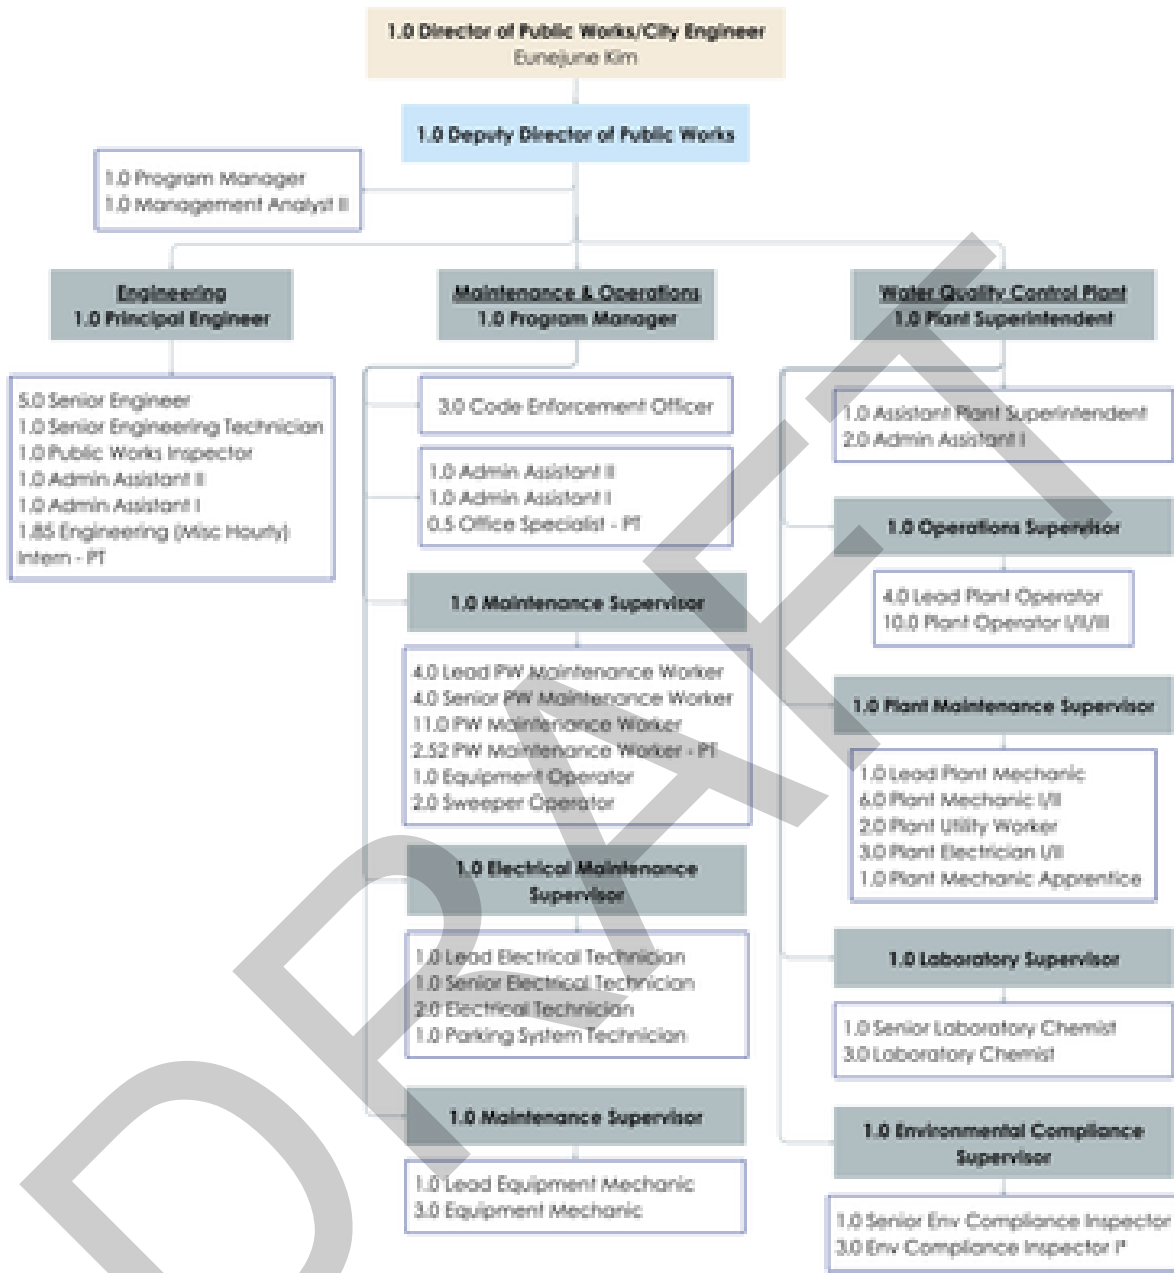 1.0 Director of Public Works/City Engineer
Eunejune Kim
1.0 Deputy Director of Public Works
1.0 Program Manager
1.0 Management Analyst II
Engineering
1.0 Principal Engineer
5.0 Senior Engineer
1.0 Senior Engineering Technician
1.0 Public Works Inspector
1.0 Admin Assistant II
1.0 Admin Assistant I
1.85 Engineering (Misc Hourly)
Intern - PT
Maintenance & Operations
1.0 Program Manager
3.0 Code Enforcement Officer
1.0 Admin Assistant II
1.0 Admin Assistant I
0.5 Office Specialist - PT
1.0 Maintenance Supervisor
4.0 Lead PW Maintenance Worker
4.0 Senior PW Maintenance Worker
11.0 PW Maintenance Worker
2.52 PW Maintenance Worker - PT
1.0 Equipment Operator
2.0 Sweeper Operator
1.0 Electrical Maintenance
Supervisor
1.0 Lead Electrical Technician
1.0 Senior Electrical Technician
2.0 Electrical Technician
1.0 Parking System Technician
1.0 Maintenance Supervisor
1.0 Lead Equipment Mechanic
3.0 Equipment Mechanic
Water Quality Control Plant
1.0 Plant Superintendent
1.0 Assistant Plant Superintendent
2.0 Admin Assistant I
1.0 Operations Supervisor
4.0 Lead Plant Operator
10.0 Plant Operator I/II/III
1.0 Plant Maintenance Supervisor
1.0 Lead Plant Mechanic
6.0 Plant Mechanic I/II
2.0 Plant Utility Worker
3.0 Plant Electrician I/II
1.0 Plant Mechanic Apprentice
1.0 Laboratory Supervisor
1.0 Senior Laboratory Chemist
3.0 Laboratory Chemist
1.0 Environmental Compliance
Supervisor
1.0 Senior Env Compliance Inspector
3.0 Env Compliance Inspector I*
DRAFT